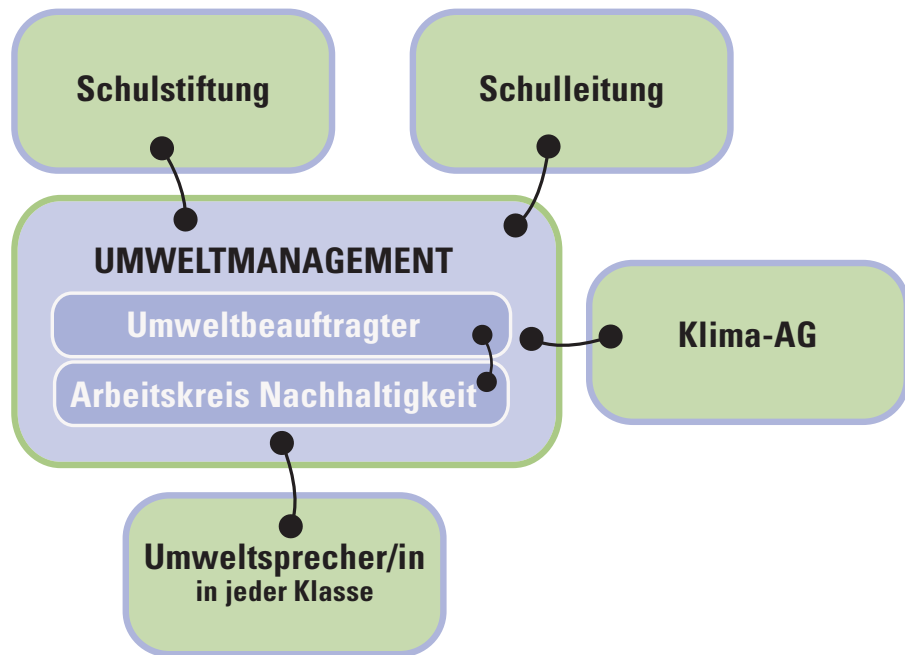 Schulstiftung
Schulleitung
UMWELTMANAGEMENT
Umweltbeauftragter
Arbeitskreis Nachhaltigkeit
Klima-AG
Umweltsprecher/in
in jeder Klasse